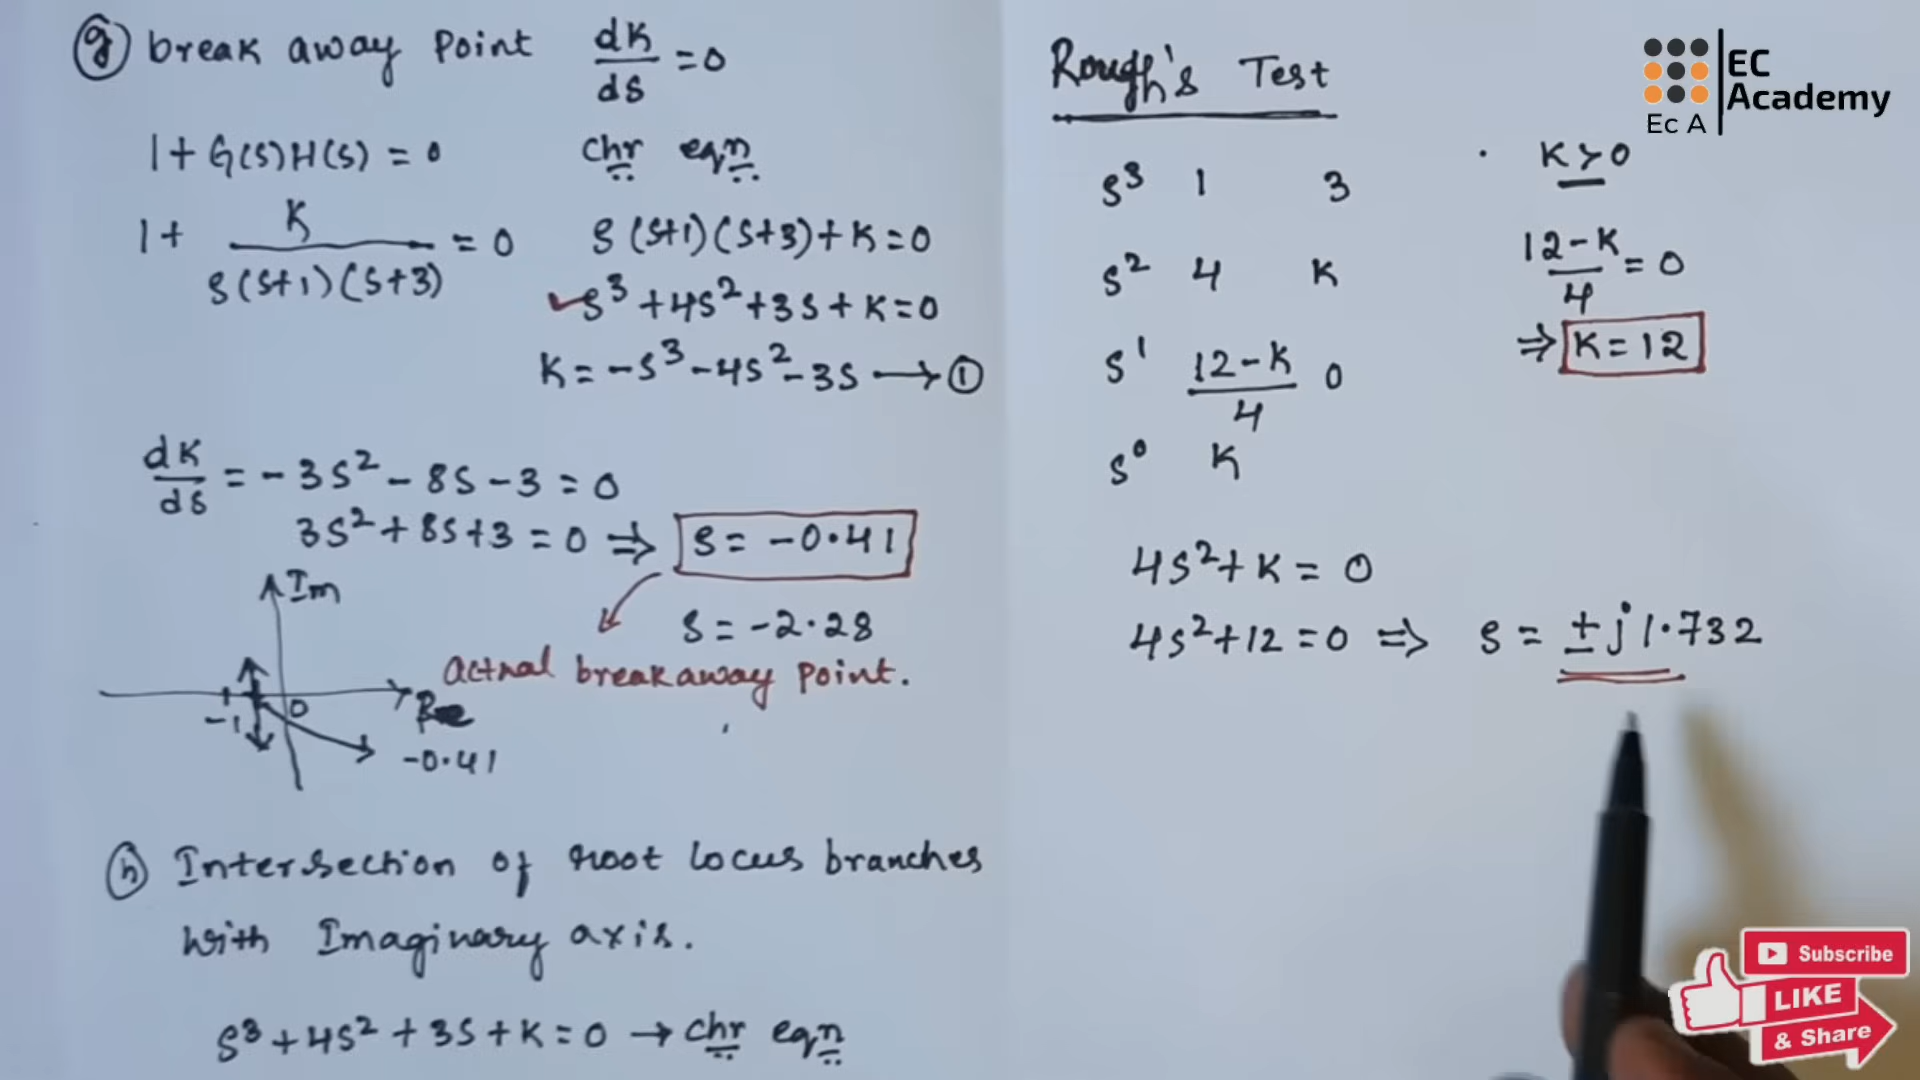 g break away Point dK/ds = 0
1 + G(s)H(s) = 0 chr eqn
1 + K/s(s+1)(s+3) = 0 s(s+1)(s+3) + K = 0
s³ + 4s² + 3s + K = 0
K = -s³ - 4s² - 3s → ①
dK/ds = -3s² - 8s - 3 = 0
3s² + 8s + 3 = 0 ⇒ s = -0.41
s = -2.28
Actual breakaway Point.
Im
-1 0 Re
-0.41
h Intersection of root locus branches
with Imaginary axis.
s³ + 4s² + 3s + K = 0 → chr eqn
Rough's Test
s³ 1 3
s² 4 K
s¹ 12-K/4 0
s⁰ K
K > 0
12-K/4 = 0
⇒ K = 12
4s² + K = 0
4s² + 12 = 0 ⇒ s = ±j1.732
EC
Academy
Ec A
Subscribe
LIKE
& Share